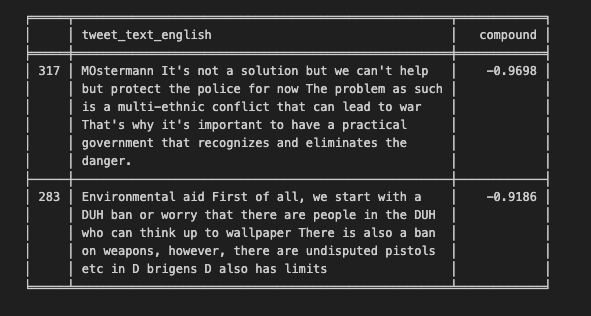 tweet_text_english compound
317 MOstermann It's not a solution but we can't help -0.9698
but protect the police for now The problem as such
is a multi-ethnic conflict that can lead to war
That's why it's important to have a practical
government that recognizes and eliminates the
danger.
283 Environmental aid First of all, we start with a -0.9186
DUH ban or worry that there are people in the DUH
who can think up to wallpaper There is also a ban
on weapons, however, there are undisputed pistols
etc in D brigens D also has limits